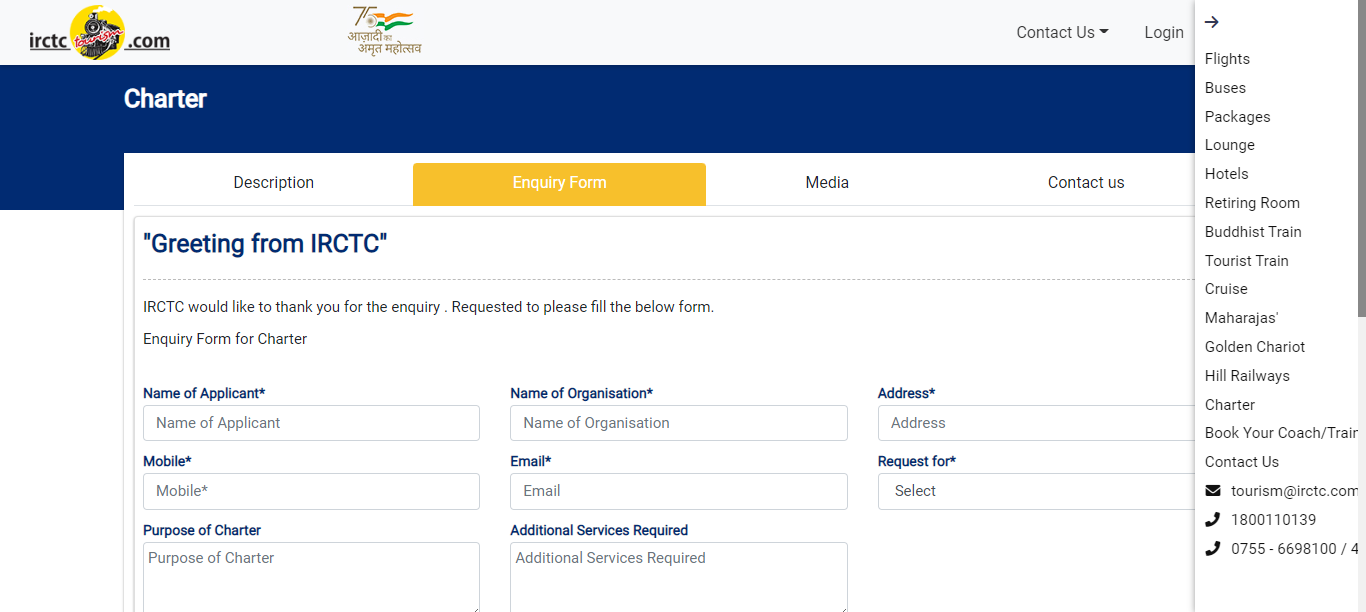 irctc tourism .com
75
आज़ादी का
अमृत महोत्सव
Contact Us
Login
Charter
Description
Enquiry Form
Media
Contact us
"Greeting from IRCTC"
IRCTC would like to thank you for the enquiry . Requested to please fill the below form.
Enquiry Form for Charter
Name of Applicant*
Name of Organisation*
Address*
Name of Applicant
Name of Organisation
Address
Mobile*
Email*
Request for*
Mobile*
Email
Select
Purpose of Charter
Additional Services Required
Purpose of Charter
Additional Services Required
Flights
Buses
Packages
Lounge
Hotels
Retiring Room
Buddhist Train
Tourist Train
Cruise
Maharajas'
Golden Chariot
Hill Railways
Charter
Book Your Coach/Train
Contact Us
tourism@irctc.com
1800110139
0755 - 6698100 / 4